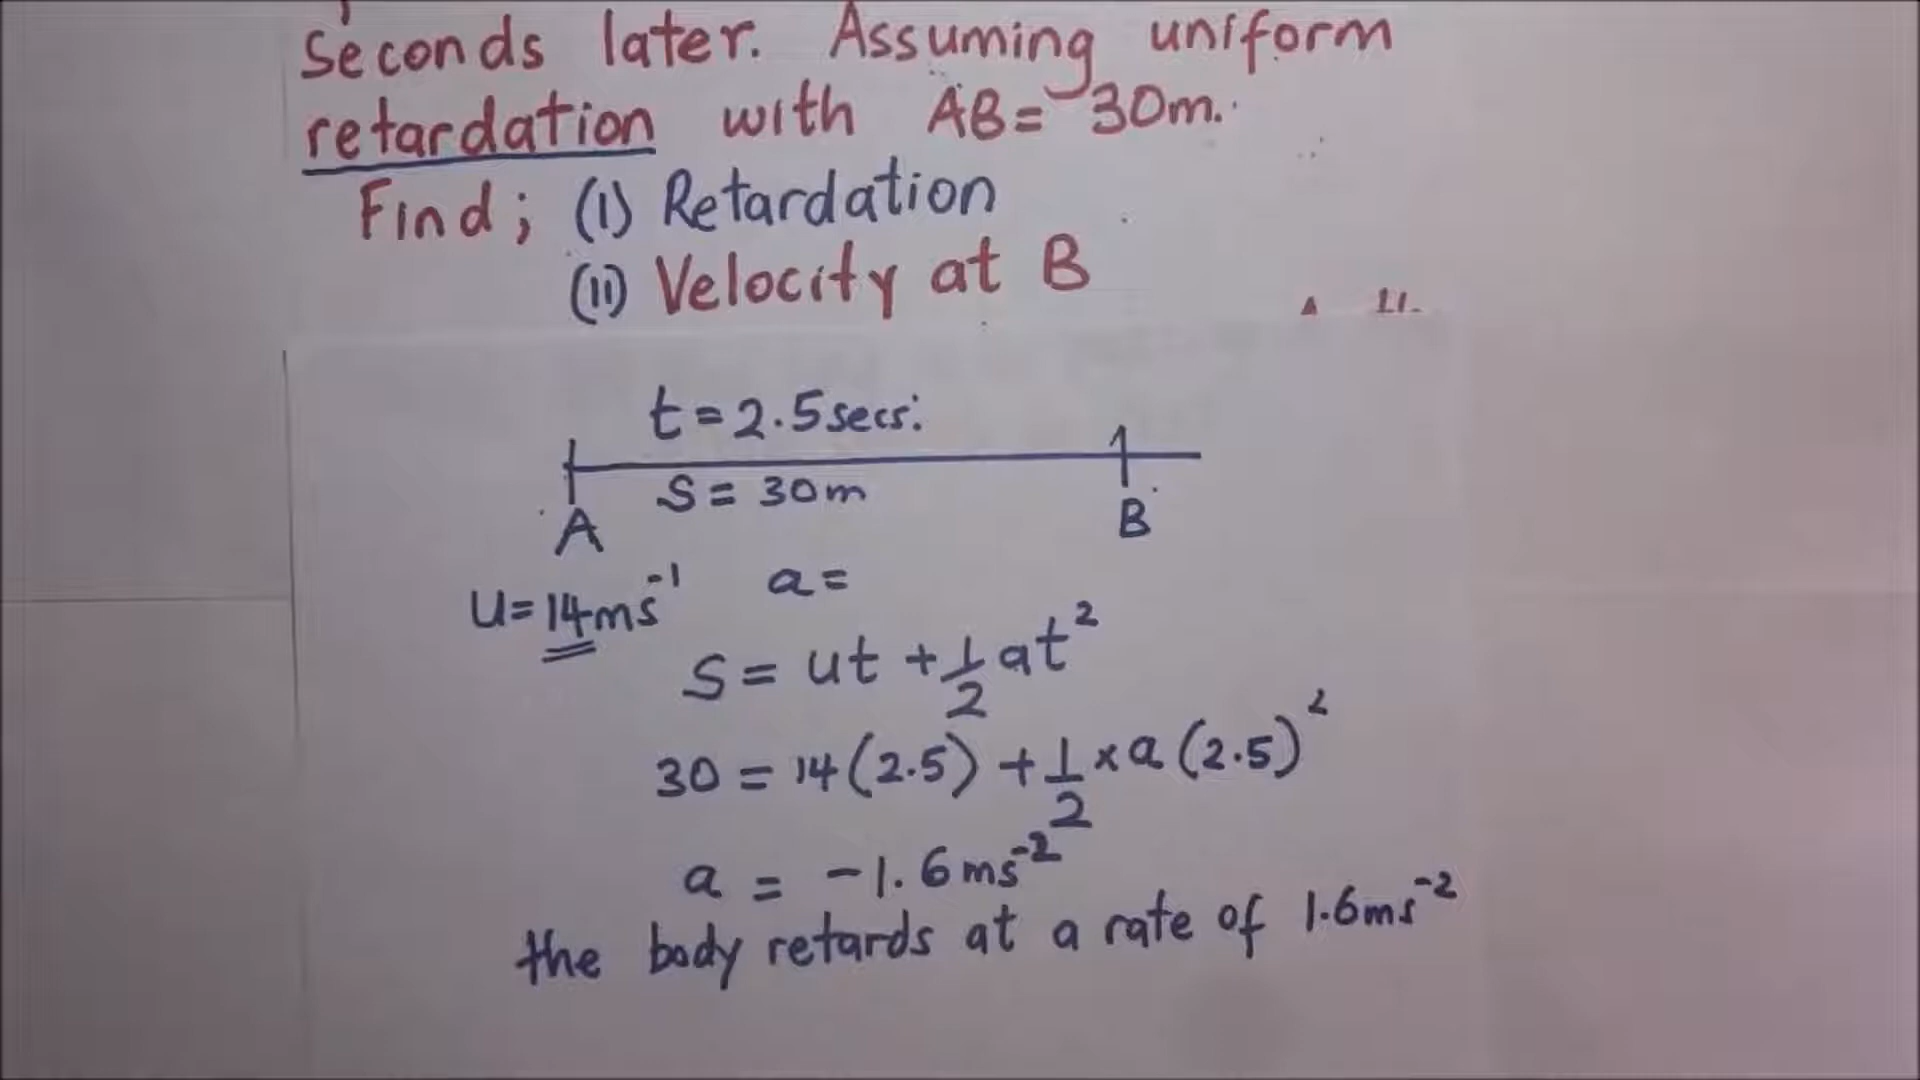 Seconds later. Assuming uniform
retardation with AB = 30m.
Find; (I) Retardation
(II) Velocity at B
t = 2.5 secs.
S = 30m
A B
U = 14ms⁻¹ a =
S = ut + 1/2 at²
30 = 14(2.5) + 1/2 × a (2.5)²
a = -1.6 ms⁻²
the body retards at a rate of 1.6ms⁻²